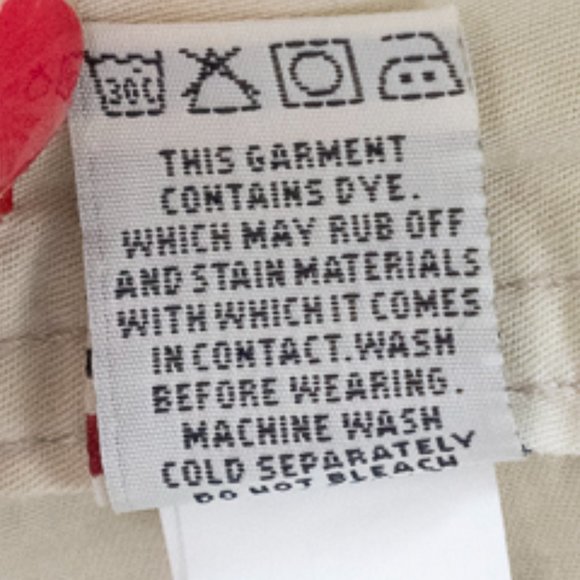 30C
THIS GARMENT
CONTAINS DYE.
WHICH MAY RUB OFF
AND STAIN MATERIALS
WITH WHICH IT COMES
IN CONTACT.WASH
BEFORE WEARING.
MACHINE WASH
COLD SEPARATELY
DO NOT BLEACH